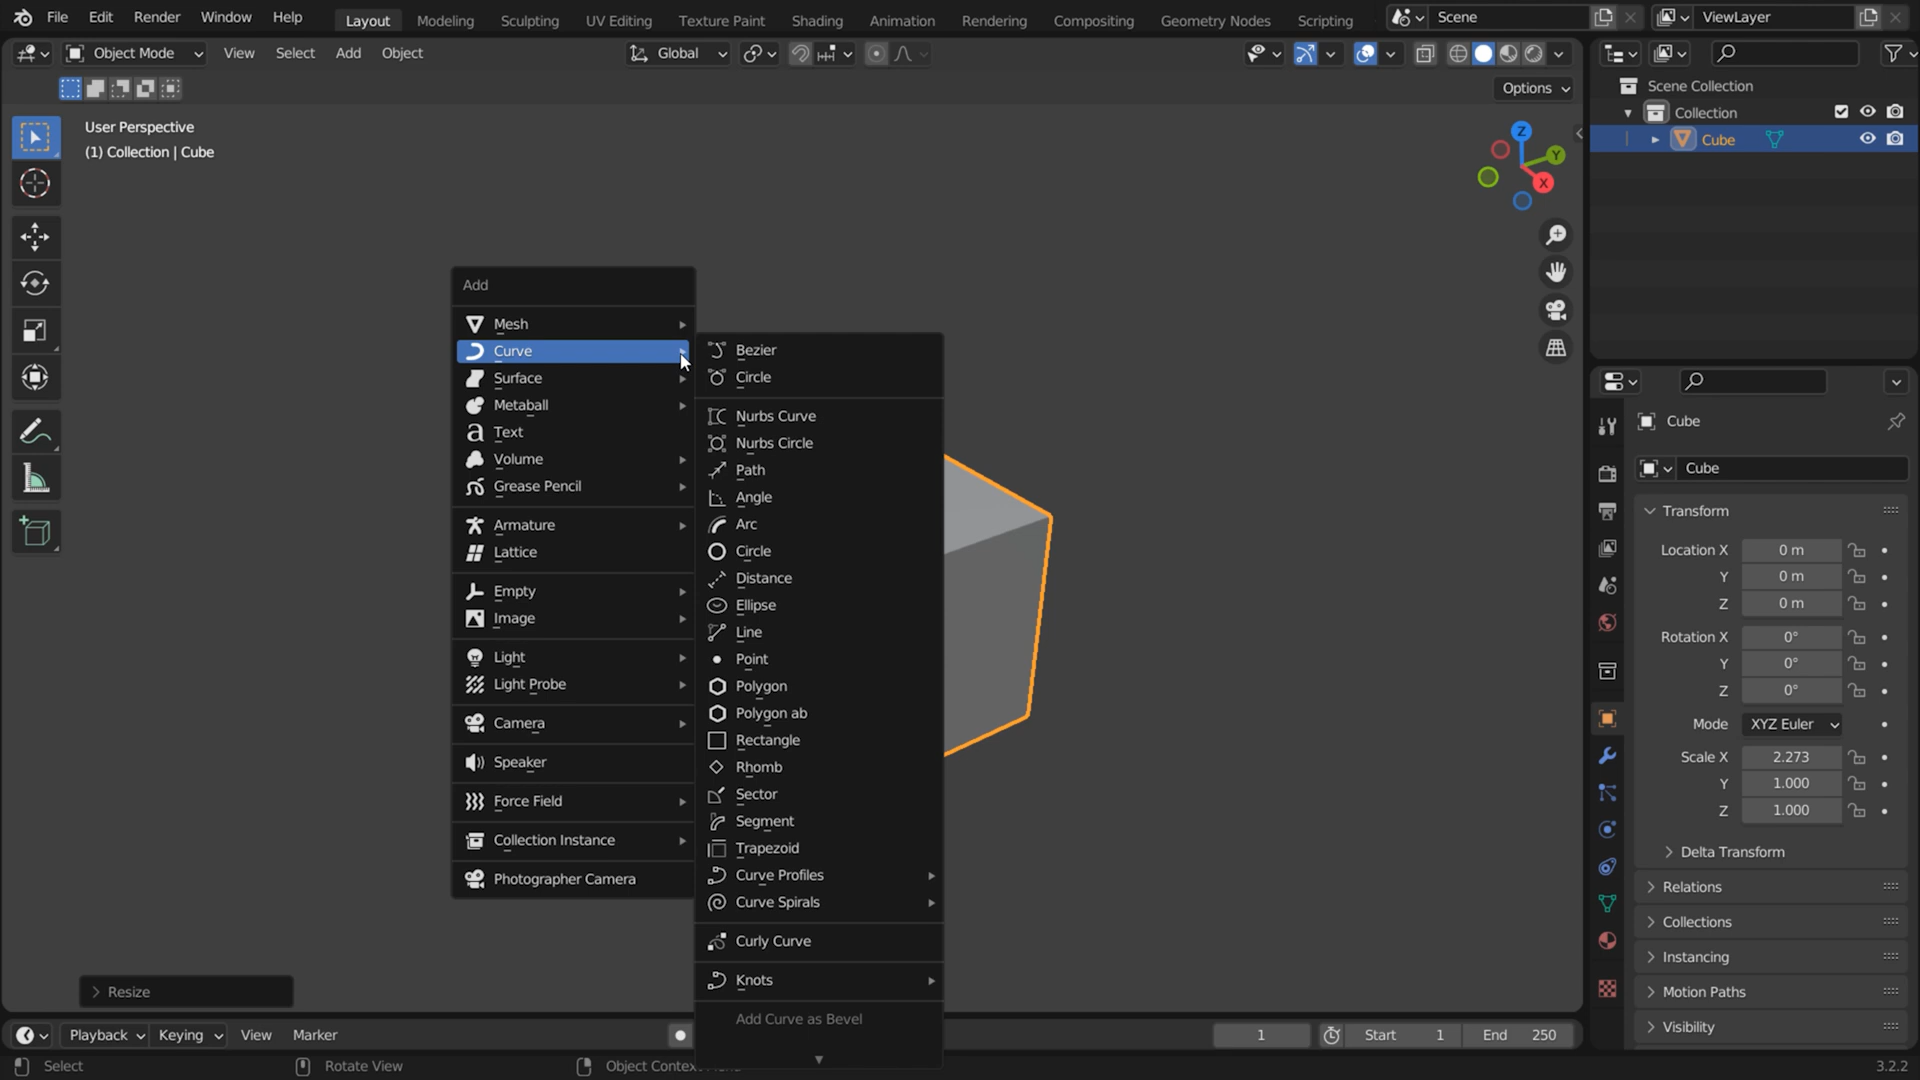 File Edit Render Window Help Layout Modeling Sculpting UV Editing Texture Paint Shading Animation Rendering Compositing Geometry Nodes Scripting Scene ViewLayer
Object Mode View Select Add Object Global
Options
User Perspective
(1) Collection | Cube
Z
Y
X
Add
Mesh
Curve
Surface
Metaball
Text
Volume
Grease Pencil
Armature
Lattice
Empty
Image
Light
Light Probe
Camera
Speaker
Force Field
Collection Instance
Photographer Camera
Bezier
Circle
Nurbs Curve
Nurbs Circle
Path
Angle
Arc
Circle
Distance
Ellipse
Line
Point
Polygon
Polygon ab
Rectangle
Rhomb
Sector
Segment
Trapezoid
Curve Profiles
Curve Spirals
Curly Curve
Knots
Add Curve as Bevel
Resize
Scene Collection
Collection
Cube
Cube
Cube
Transform
Location X 0 m
Y 0 m
Z 0 m
Rotation X 0°
Y 0°
Z 0°
Mode XYZ Euler
Scale X 2.273
Y 1.000
Z 1.000
Delta Transform
Relations
Collections
Instancing
Motion Paths
Visibility
Playback Keying View Marker 1 Start 1 End 250
Select Rotate View Object Context 3.2.2